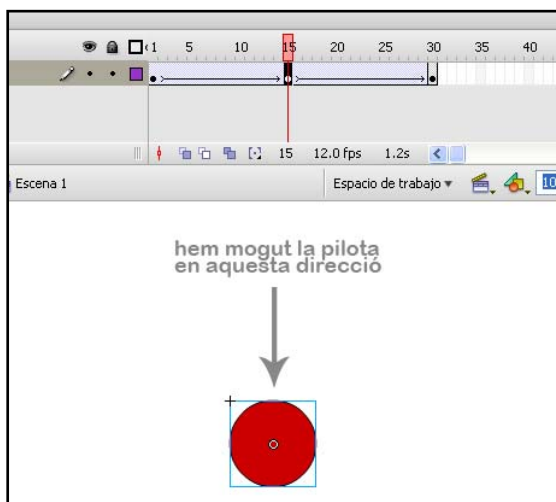 1 5 10 15 20 25 30 35 40
15 12.0 fps 1.2s
Escena 1 Espacio de trabajo 10
hem mogut la pilota
en aquesta direcció